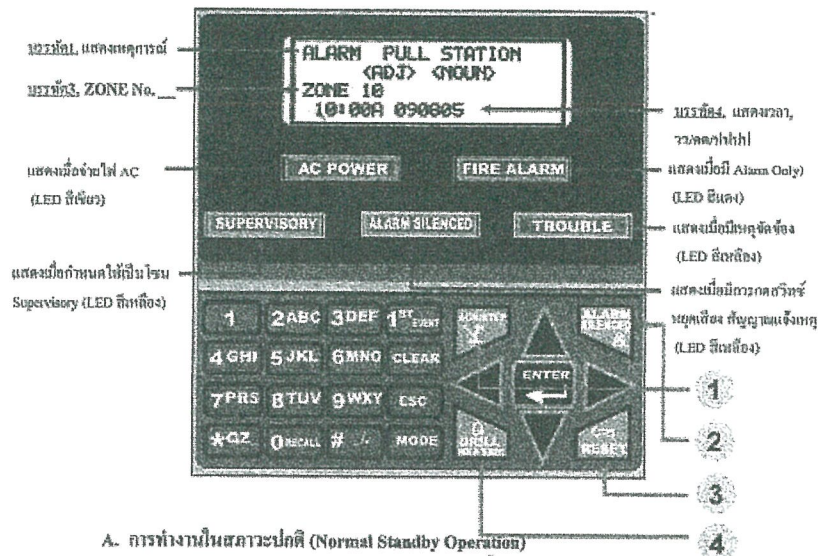 บรรทัด1, แสดงเหตุการณ์
บรรทัด3, ZONE No.__
ALARM PULL STATION
<ADJ> <NOUN>
ZONE 10
10:00A 090805
บรรทัด4, แสดงเวลา,
วว/ดด/ปปปป
แสดงเมื่อจ่ายไฟ AC
(LED สีเขียว)
AC POWER
FIRE ALARM
แสดงเมื่อมี Alarm Only)
(LED สีแดง)
SUPERVISORY
ALARM SILENCED
TROUBLE
แสดงเมื่อมีเหตุขัดข้อง
(LED สีเหลือง)
แสดงเมื่อกำหนดให้เป็นโซน
Supervisory (LED สีเหลือง)
แสดงเมื่อมีการกดสวิทซ์
หยุดเสียง สัญญาณแจ้งเหตุ
(LED สีเหลือง)
1 2ABC 3DEF 1ST EVENT
4GHI 5JKL 6MNO CLEAR
7PRS 8TUV 9WXY ESC
*QZ 0RECALL # MODE
ALARM SILENCED
ENTER
DRILL
RESET
1
2
3
4
A. การทำงานในสภาวะปกติ (Normal Standby Operation)